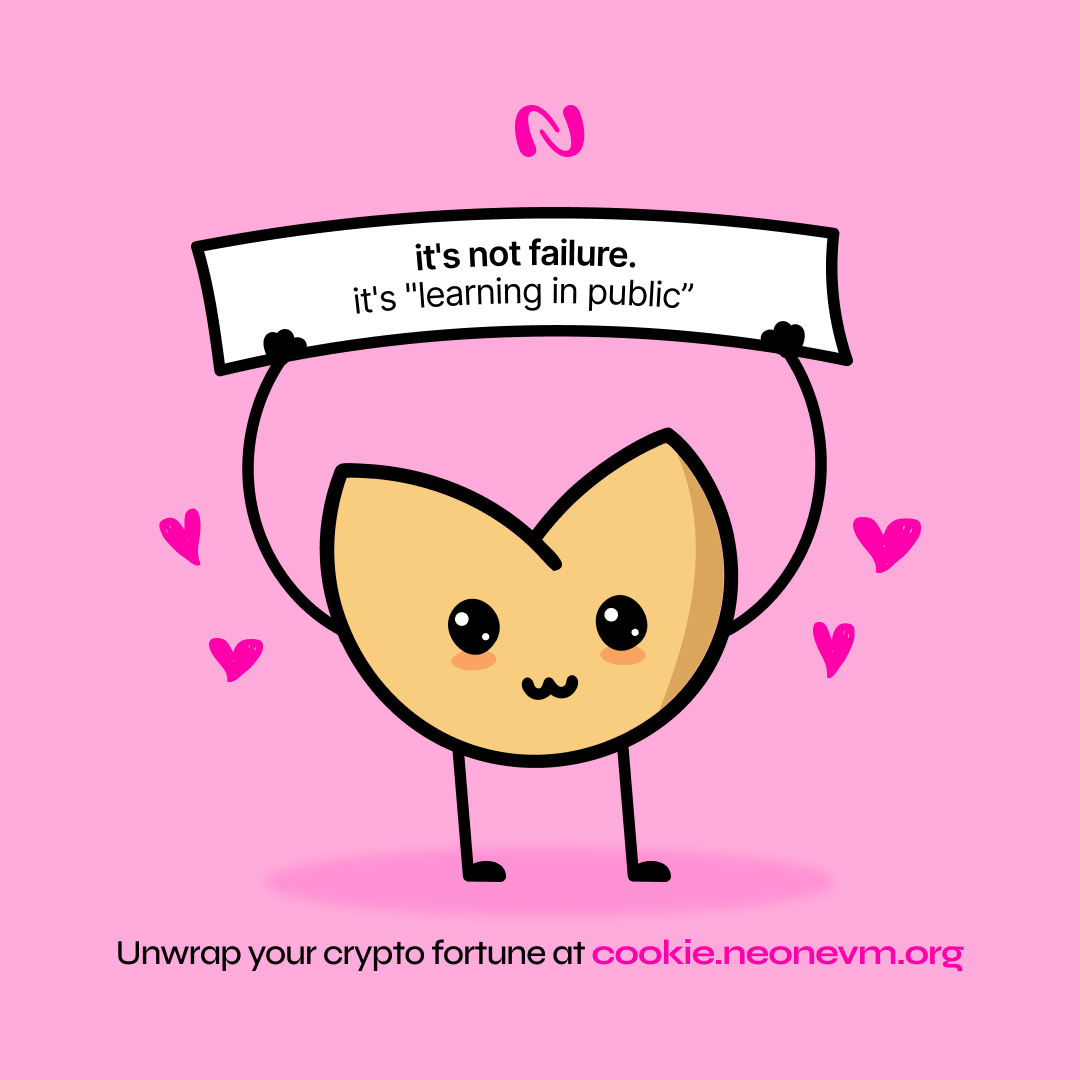 N
it's not failure.
it's "learning in public”
Unwrap your crypto fortune at cookie.neonevm.org